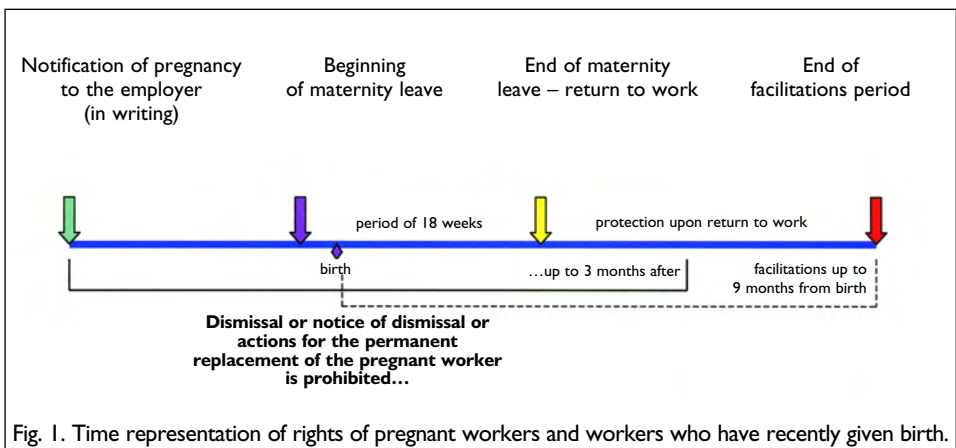 Notification of pregnancy
to the employer
(in writing)
Beginning
of maternity leave
End of maternity
leave – return to work
End of
facilitations period
period of 18 weeks
protection upon return to work
birth
…up to 3 months after
facilitations up to
9 months from birth
Dismissal or notice of dismissal or
actions for the permanent
replacement of the pregnant worker
is prohibited…
Fig. 1. Time representation of rights of pregnant workers and workers who have recently given birth.